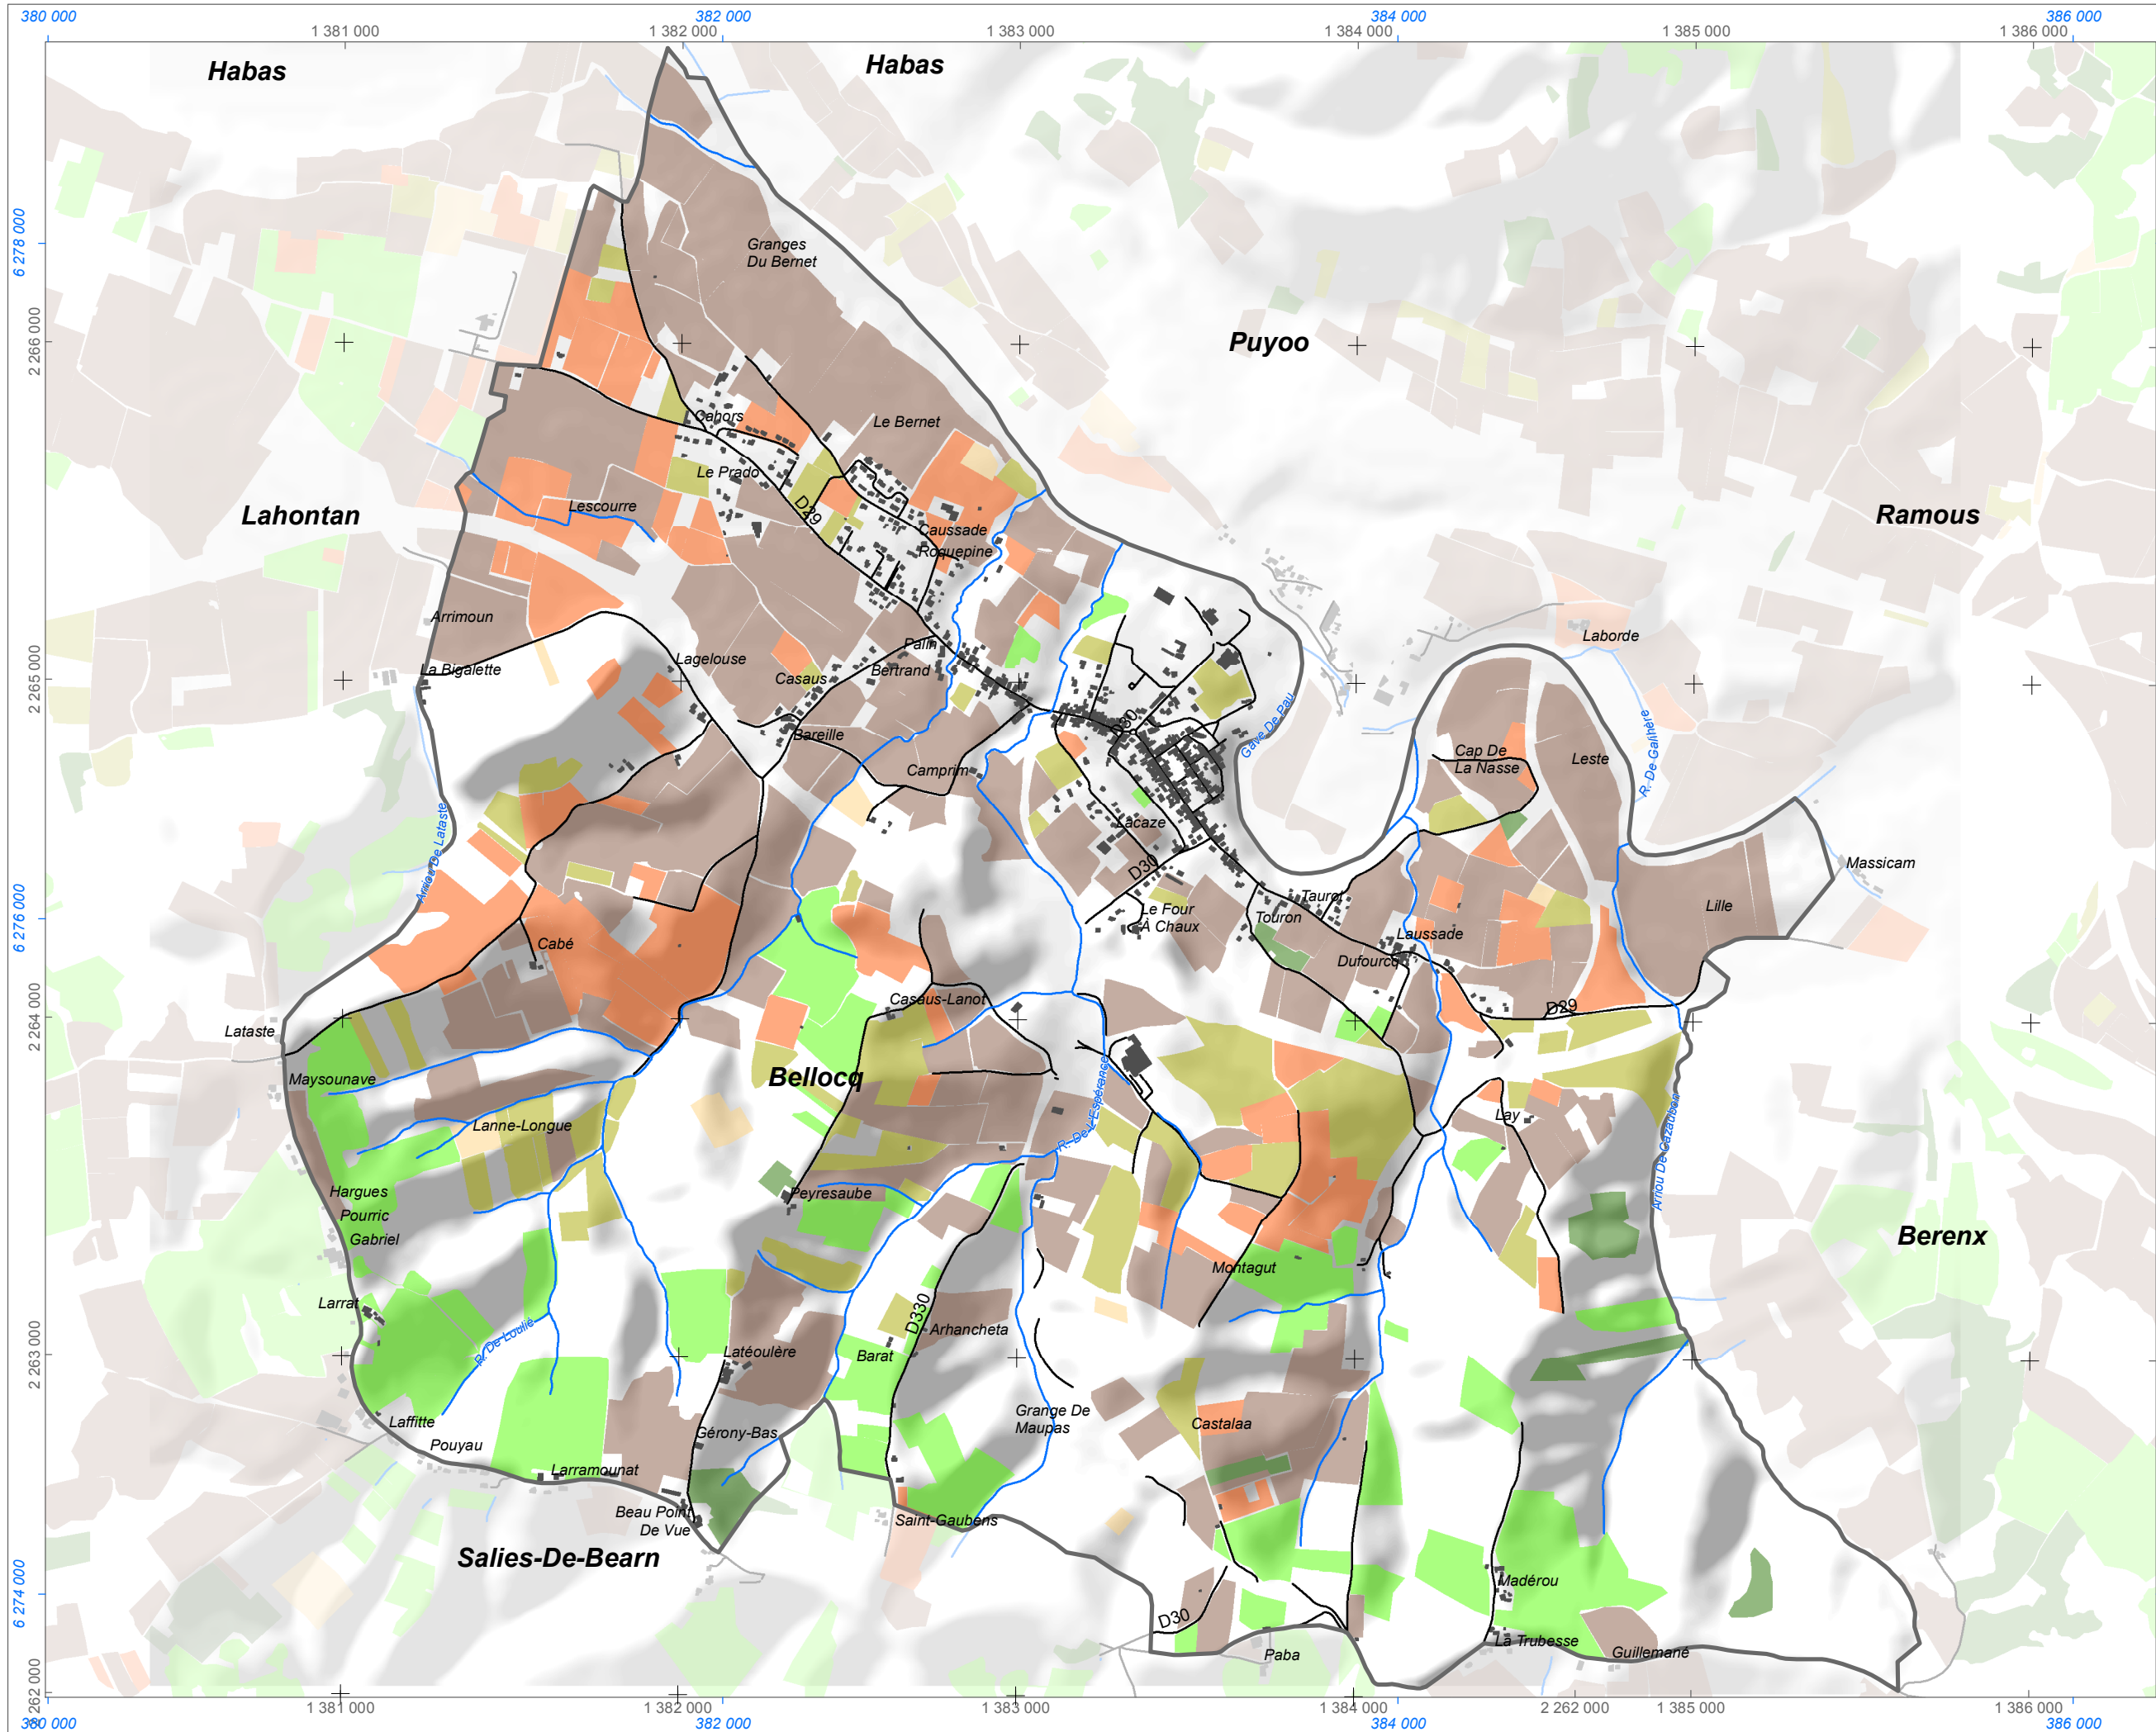 380 000
382 000
384 000
386 000
1 381 000
1 382 000
1 383 000
1 384 000
1 385 000
1 386 000
Habas
Habas
6 278 000
Granges
Du Bernet
2 266 000
Puyoo
Cahors
Le Bernet
Le Prado
Lescourre
D29
Lahontan
Ramous
Caussade
Roquepine
Arrimoun
Laborde
Palin
La Bigalette
Lagelouse
Bertrand
Casaus
2 265 000
Gave De Pau
D30
Bareille
R. De Galihère
Cap De
La Nasse
Leste
Camprim
Lacaze
Arriou De Lataste
D30
Massicam
Taurot
Lille
Le Four
À Chaux
Touron
6 276 000
Laussade
Cabé
Dufourcq
Casaus-Lanot
D29
Lataste
2 264 000
Maysounave
Bellocq
R. De L'Espérance
Lay
Lanne-Longue
Arriou De Cazaubon
Hargues
Peyresaube
Pourric
Gabriel
Berenx
Montagut
Larrat
D330
R. De Loulié
Arhancheta
Latéoulère
Barat
2 263 000
Laffitte
Grange De
Maupas
Castalaa
Gérony-Bas
Pouyau
Larramounat
Beau Point
De Vue
Saint-Gaubens
Salies-De-Bearn
Madérou
6 274 000
D30
La Trubesse
Guillemané
Paba
2 262 000
1 381 000
1 382 000
1 383 000
1 384 000
2 262 000
1 385 000
1 386 000
380 000
382 000
384 000
386 000